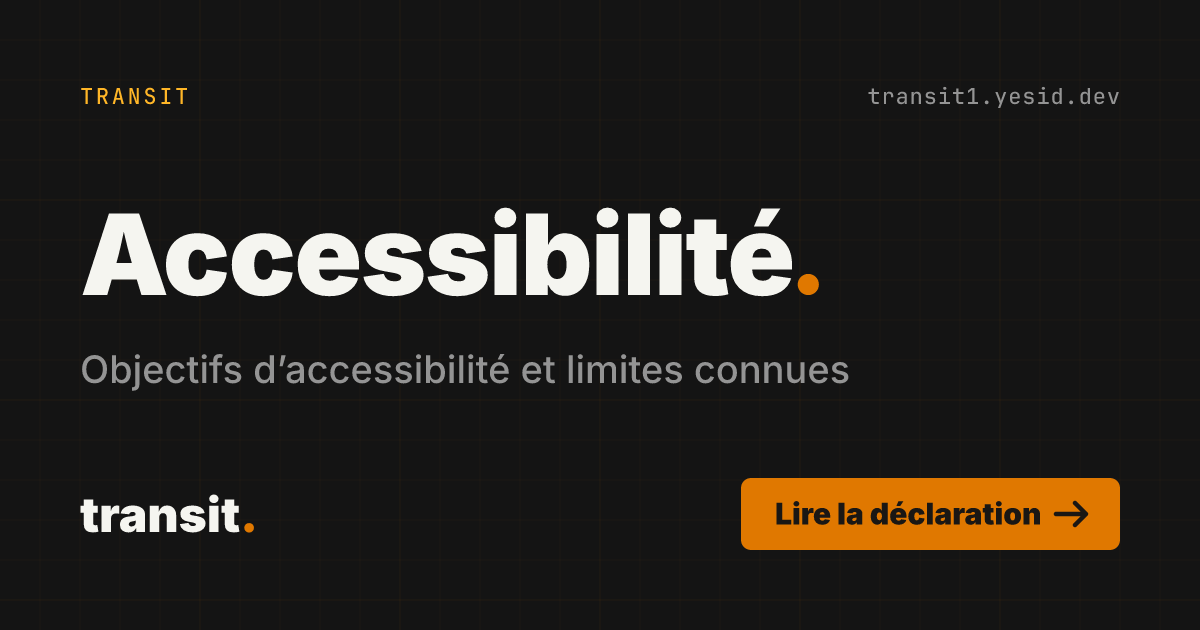 TRANSIT
transit1.yesid.dev
Accessibilité.
Objectifs d’accessibilité et limites connues
transit.
Lire la déclaration →